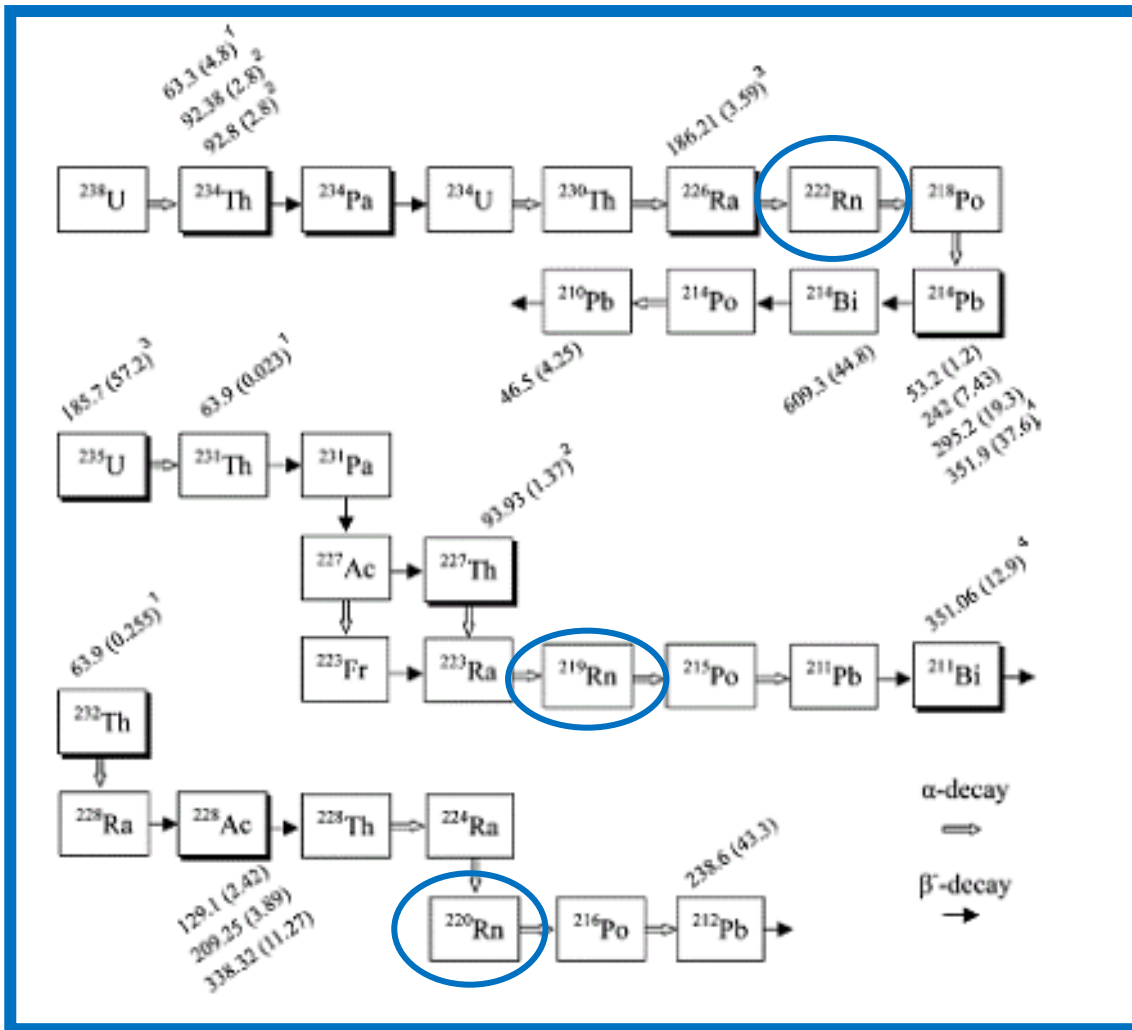 63.3 (4.8)¹
92.38 (2.8)²
92.8 (2.8)²
186.21 (3.59)³
²³⁸U ²³⁴Th ²³⁴Pa ²³⁴U ²³⁰Th ²²⁶Ra ²²²Rn ²¹⁸Po
²¹⁰Pb ²¹⁴Po ²¹⁴Bi ²¹⁴Pb
46.5 (4.25)
609.3 (44.8)
53.2 (1.2)
242 (7.43)
295.2 (19.3)
351.9 (37.6)⁴
185.7 (57.2)³
63.9 (0.023)¹
²³⁵U ²³¹Th ²³¹Pa
93.93 (1.37)²
²²⁷Ac ²²⁷Th
351.06 (12.9)⁴
²²³Fr ²²³Ra ²¹⁹Rn ²¹⁵Po ²¹¹Pb ²¹¹Bi
63.9 (0.255)¹
²³²Th
²²⁸Ra ²²⁸Ac ²²⁸Th ²²⁴Ra
129.1 (2.42)
209.25 (3.89)
338.32 (11.27)
238.6 (43.3)
²²⁰Rn ²¹⁶Po ²¹²Pb
α-decay
β⁻-decay